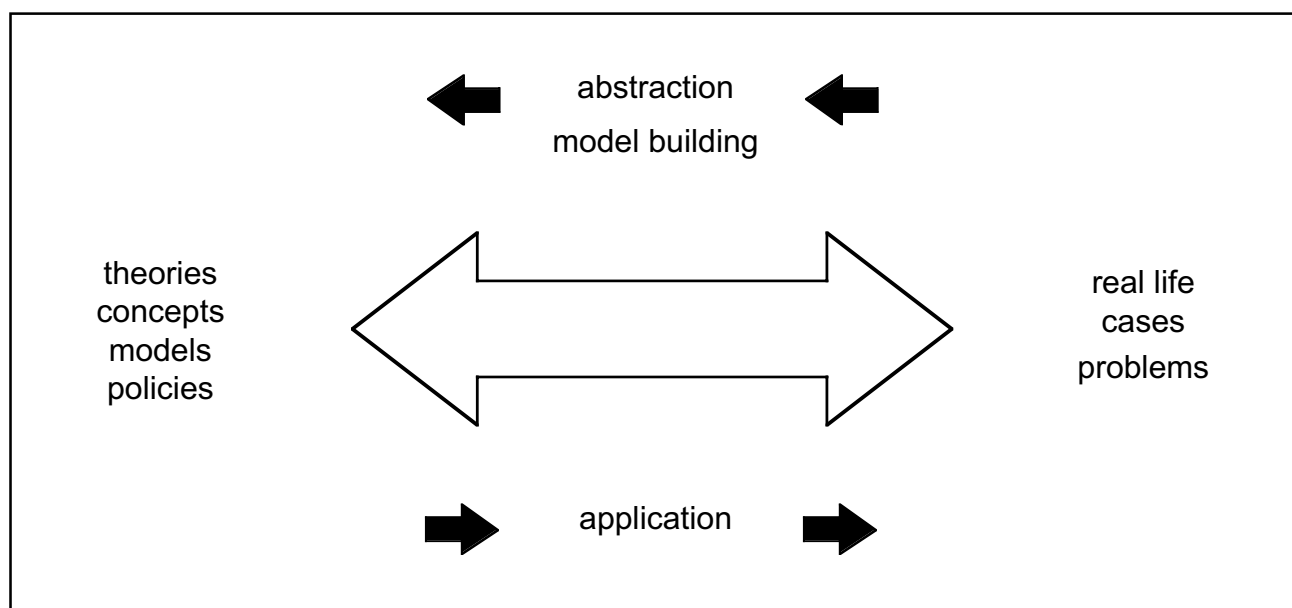 abstraction
model building
theories
concepts
models
policies
real life
cases
problems
application